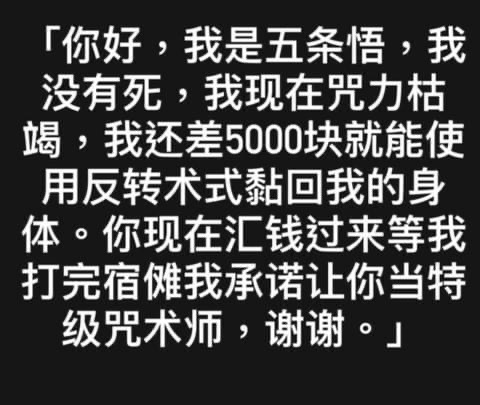 「你好，我是五条悟，我
没有死，我现在咒力枯
竭，我还差5000块就能使
用反转术式黏回我的身
体。你现在汇钱过来等我
打完宿傩我承诺让你当特
级咒术师，谢谢。」